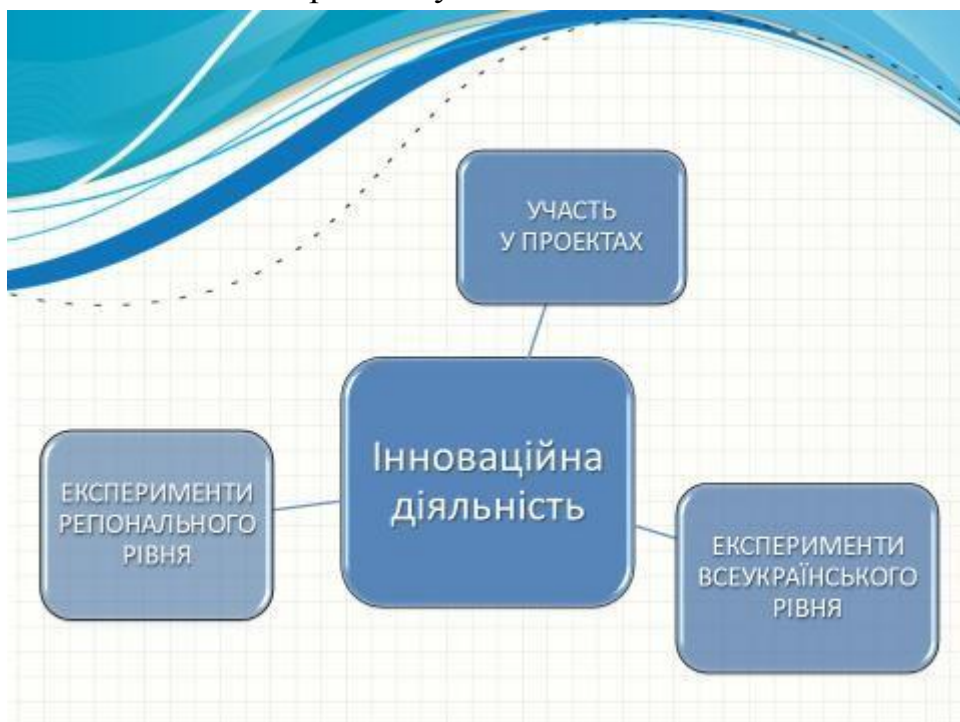 УЧАСТЬ
У ПРОЕКТАХ
Інноваційна
діяльність
ЕКСПЕРИМЕНТИ
РЕГІОНАЛЬНОГО
РІВНЯ
ЕКСПЕРИМЕНТИ
ВСЕУКРАЇНСЬКОГО
РІВНЯ